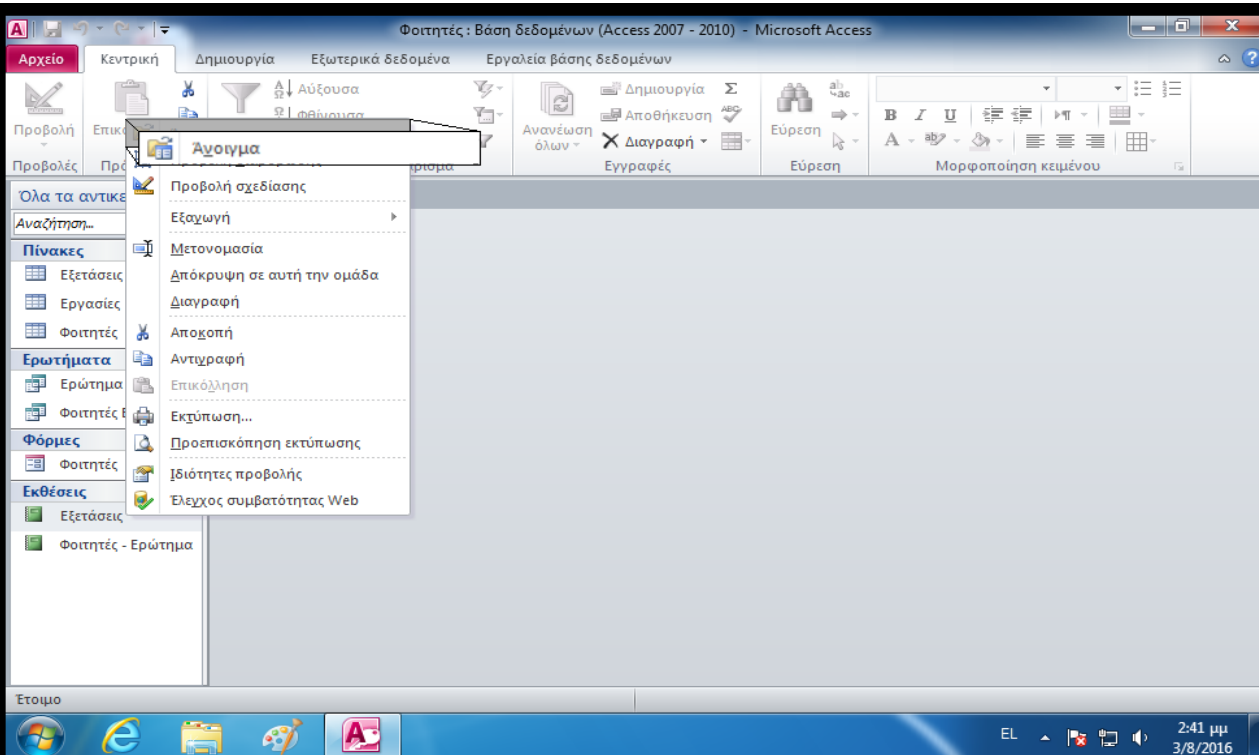 Φοιτητές : Βάση δεδομένων (Access 2007 - 2010) - Microsoft Access
Αρχείο Κεντρική Δημιουργία Εξωτερικά δεδομένα Εργαλεία βάσης δεδομένων
Αύξουσα Δημιουργία
Φθίνουσα Αποθήκευση
Προβολή Ανανέωση όλων Διαγραφή Εύρεση
B I U
A
Προβολές Εγγραφές Εύρεση Μορφοποίηση κειμένου
Άνοιγμα
Προβολή σχεδίασης
Εξαγωγή
Μετονομασία
Απόκρυψη σε αυτή την ομάδα
Διαγραφή
Αποκοπή
Αντιγραφή
Επικόλληση
Εκτύπωση...
Προεπισκόπηση εκτύπωσης
Ιδιότητες προβολής
Έλεγχος συμβατότητας Web
Όλα τα
Αναζήτηση...
Πίνακες
Εξετάσεις
Εργασίες
Φοιτητές
Ερωτήματα
Ερώτημα
Φοιτητές
Φόρμες
Φοιτητές
Εκθέσεις
Εξετάσεις
Φοιτητές - Ερώτημα
Έτοιμο
EL
2:41 μμ
3/8/2016